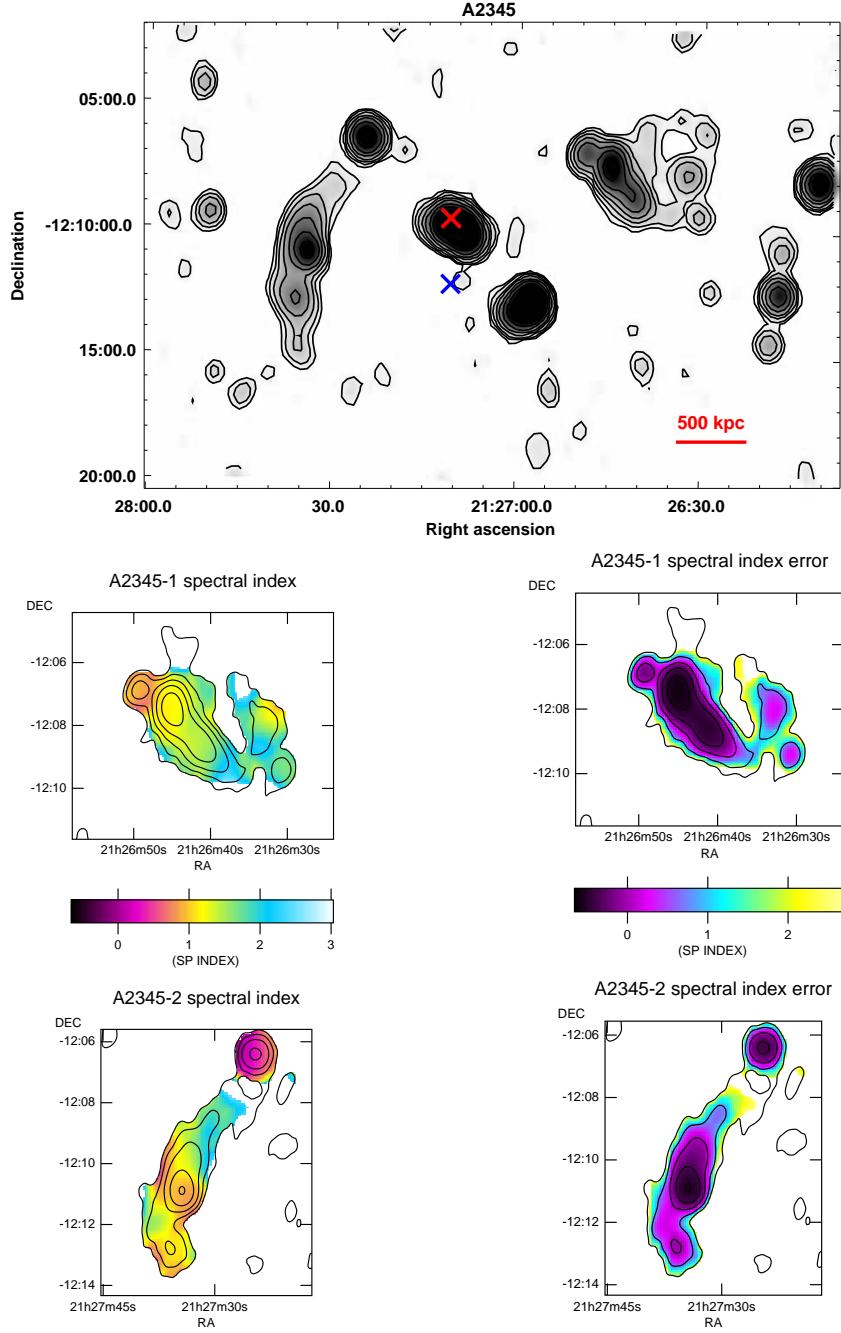 A2345
05:00.0
-12:10:00.0
15:00.0
20:00.0
Declination
500 kpc
28:00.0 30.0 21:27:00.0 26:30.0
Right ascension
A2345-1 spectral index
DEC
-12:06
-12:08
-12:10
21h26m50s 21h26m40s 21h26m30s
RA
0 1 2 3
(SP INDEX)
A2345-1 spectral index error
DEC
-12:06
-12:08
-12:10
21h26m50s 21h26m40s 21h26m30s
RA
0 1 2
(SP INDEX)
A2345-2 spectral index
DEC
-12:06
-12:08
-12:10
-12:12
-12:14
21h27m45s 21h27m30s
RA
A2345-2 spectral index error
DEC
-12:06
-12:08
-12:10
-12:12
-12:14
21h27m45s 21h27m30s
RA